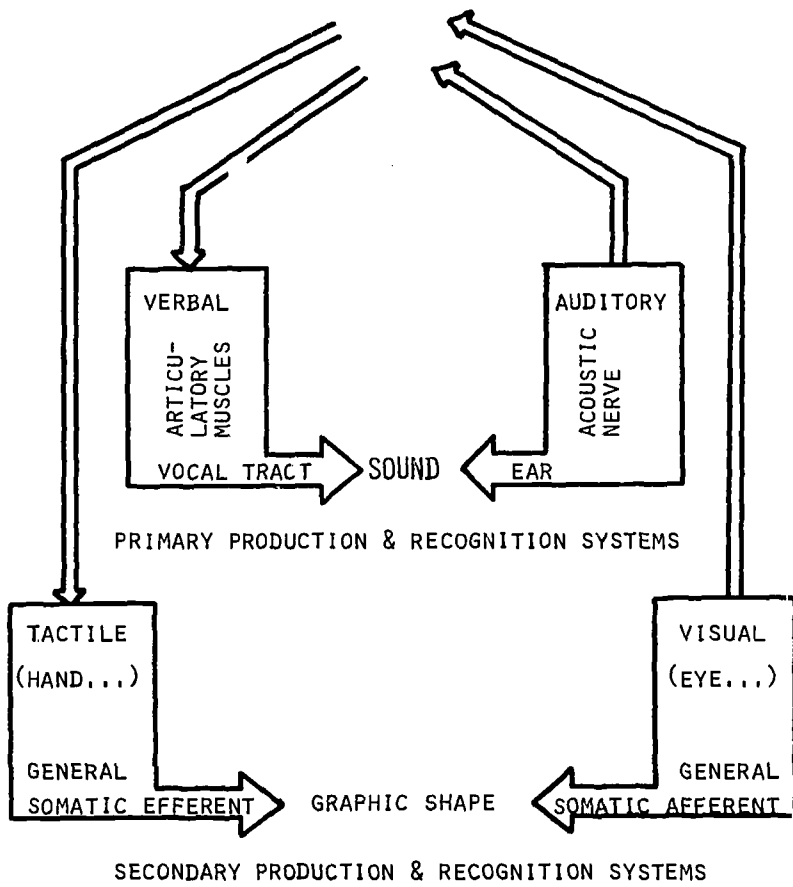 VERBAL
ARTICU-
LATORY
MUSCLES
VOCAL TRACT
SOUND
AUDITORY
ACOUSTIC
NERVE
EAR
PRIMARY PRODUCTION & RECOGNITION SYSTEMS
TACTILE
(HAND...)
GENERAL
SOMATIC EFFERENT
GRAPHIC SHAPE
VISUAL
(EYE...)
GENERAL
SOMATIC AFFERENT
SECONDARY PRODUCTION & RECOGNITION SYSTEMS